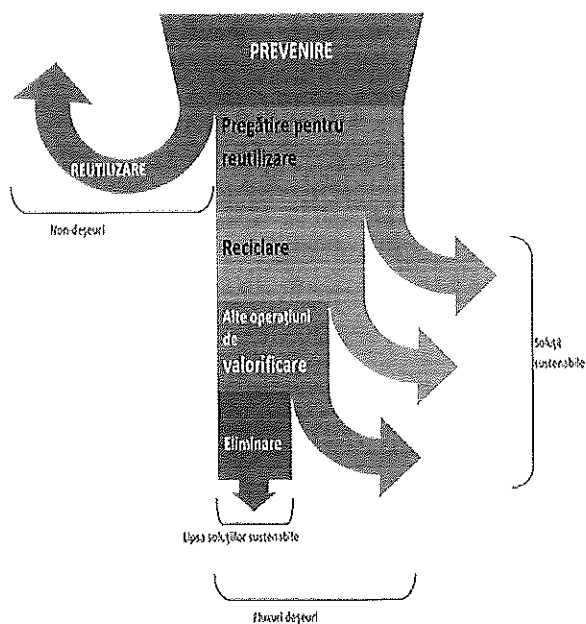 PREVENIRE
Pregătire pentru
reutilizare
REUTILIZARE
Non-deșeuri
Reciclare
Alte operațiuni
de
valorificare
Soluții
sustenabile
Eliminare
Lipsa soluțiilor sustenabile
Fluxuri deșeuri